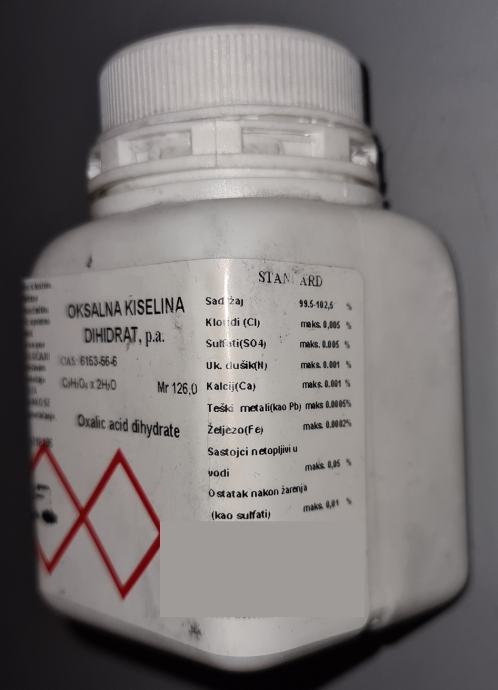 OKSALNA KISELINA
DIHIDRAT, p.a.
CAS: 6153-56-6
C₂H₂O₄ x 2H₂O Mr 126,0
Oxalic acid dihydrate
STANDARD
Sadržaj 99.5-102,5 %
Kloridi (Cl) maks. 0,005 %
Sulfati(SO4) maks. 0.005 %
Uk. dušik(N) maks. 0.001 %
Kalcij(Ca) maks. 0.001 %
Teški metali(kao Pb) maks 0.0005%
Željezo(Fe) maks. 0.0002%
Sastojci netopljivi u
vodi maks. 0,05 %
Ostatak nakon žarenja
(kao sulfati) maks. 0,01 %